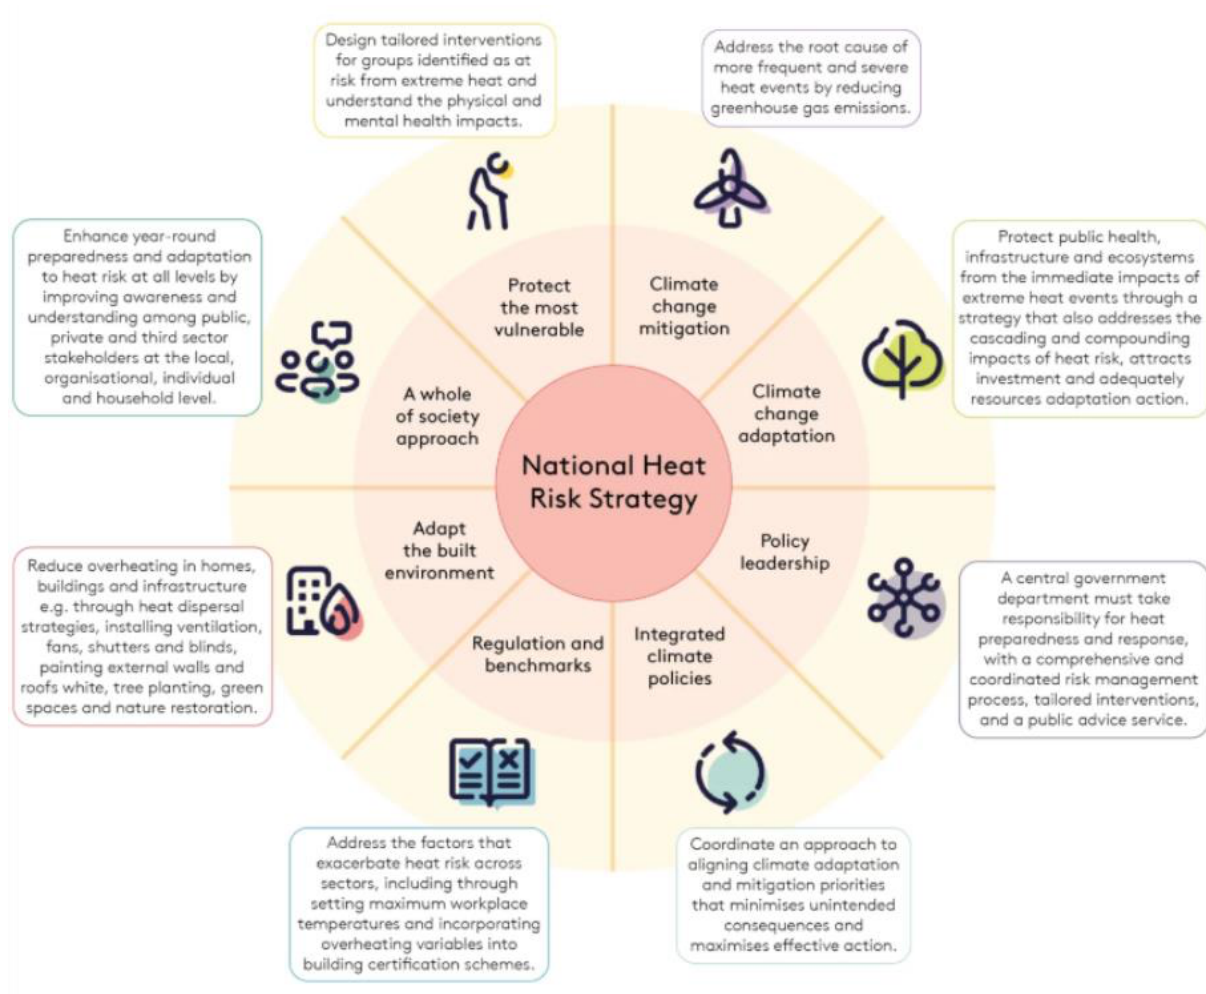 Design tailored interventions
for groups identified as at
risk from extreme heat and
understand the physical and
mental health impacts.
Address the root cause of
more frequent and severe
heat events by reducing
greenhouse gas emissions.
Enhance year-round
preparedness and adaptation
to heat risk at all levels by
improving awareness and
understanding among public,
private and third sector
stakeholders at the local,
organisational, individual
and household level.
Protect public health,
infrastructure and ecosystems
from the immediate impacts of
extreme heat events through a
strategy that also addresses the
cascading and compounding
impacts of heat risk, attracts
investment and adequately
resources adaptation action.
Protect
the most
vulnerable
Climate
change
mitigation
A whole
of society
approach
Climate
change
adaptation
National Heat
Risk Strategy
Adapt
the built
environment
Policy
leadership
Regulation and
benchmarks
Integrated
climate
policies
Reduce overheating in homes,
buildings and infrastructure
e.g. through heat dispersal
strategies, installing ventilation,
fans, shutters and blinds,
painting external walls and
roofs white, tree planting, green
spaces and nature restoration.
A central government
department must take
responsibility for heat
preparedness and response,
with a comprehensive and
coordinated risk management
process, tailored interventions,
and a public advice service.
Address the factors that
exacerbate heat risk across
sectors, including through
setting maximum workplace
temperatures and incorporating
overheating variables into
building certification schemes.
Coordinate an approach to
aligning climate adaptation
and mitigation priorities
that minimises unintended
consequences and
maximises effective action.